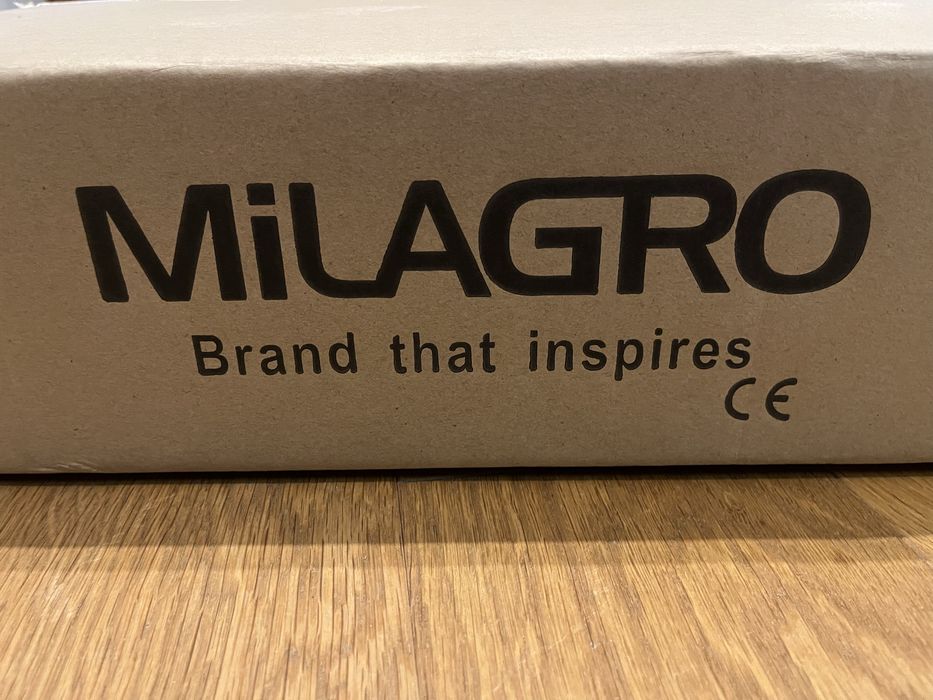 MiLAGRO
Brand that inspires
CE